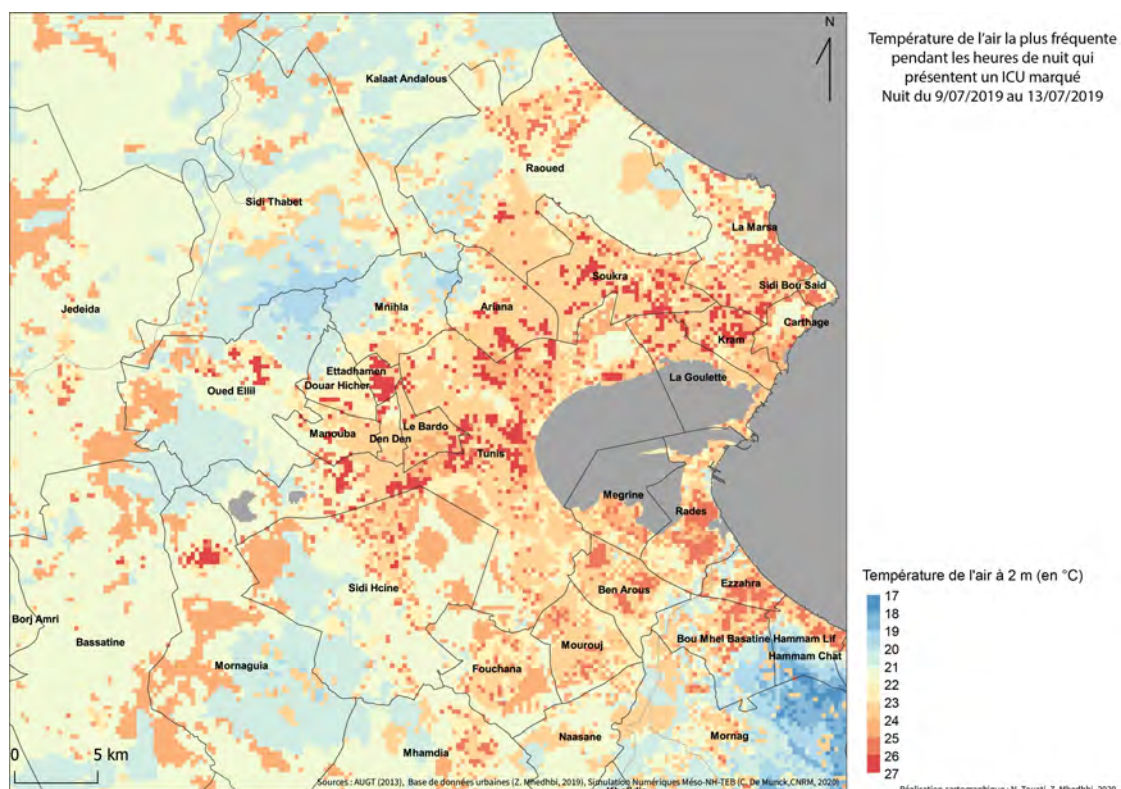 Température de l'air la plus fréquente
pendant les heures de nuit qui
présentent un ICU marqué
Nuit du 9/07/2019 au 13/07/2019
N
Kalaat Andalous
Raoued
Sidi Thabet
La Marsa
Soukra
Sidi Bou Said
Jedeida
Mnihla
Ariana
Carthage
Kram
Ettadhamen
La Goulette
Douar Hicher
Oued Ellil
Le Bardo
Manouba
Den Den
Tunis
Megrine
Rades
Sidi Hcine
Ben Arous
Ezzahra
Borj Amri
Bassatine
Mornaguia
Mourouj
Bou Mhel Basatine Hammam Lif
Hammam Chat
Fouchana
Naasane
Mornag
Mhamdia
0 5 km
Sources : AUGT (2013), Base de données urbaines (Z. Mhedhbi, 2019), Simulation Numériques Méso-NH-TEB (C. De Munck,CNRM, 2020)
Température de l'air à 2 m (en °C)
17
18
19
20
21
22
23
24
25
26
27